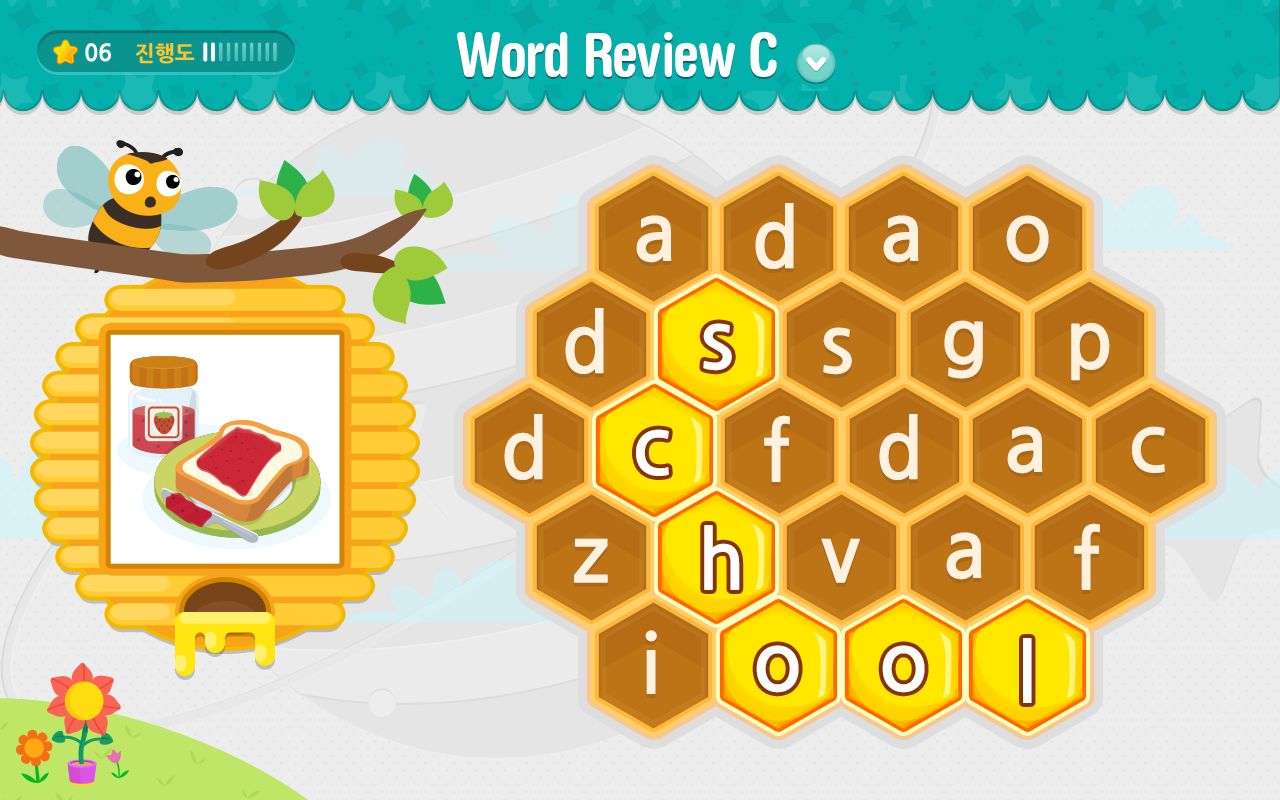 06 진행도
Word Review C
a d a o
d s s g p
d c f d a c
z h v a f
i o o l